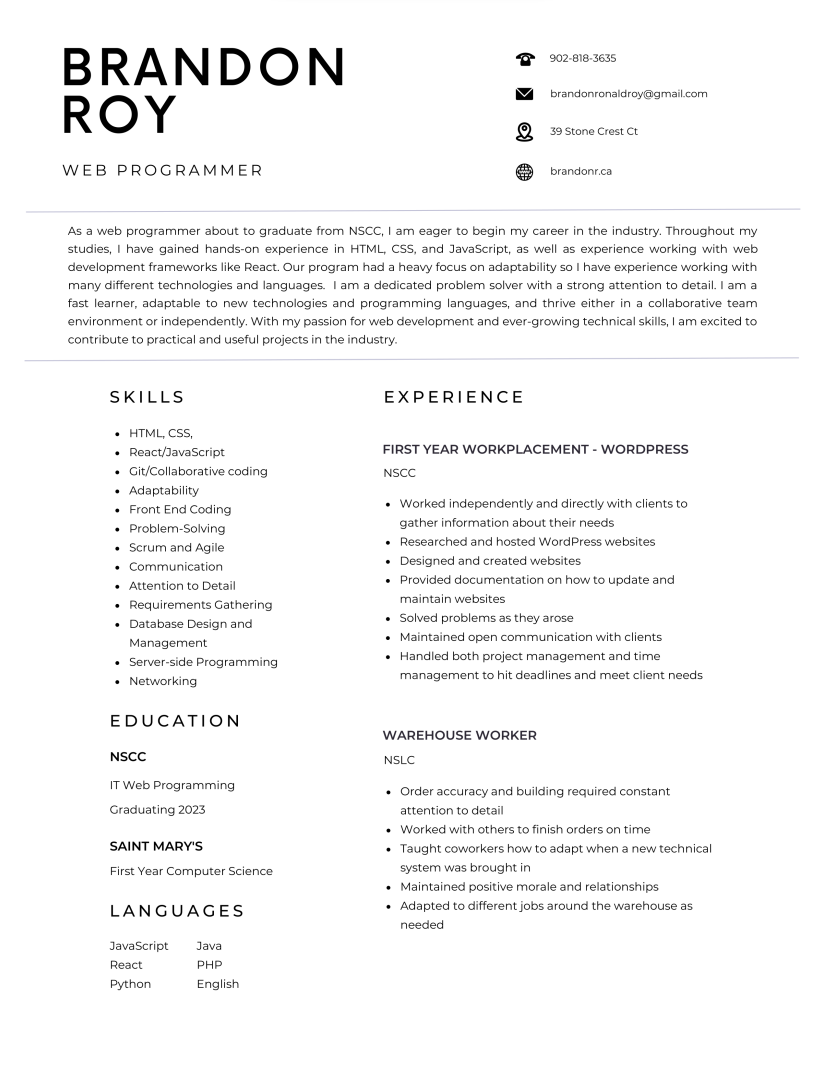 BRANDON
ROY
WEB PROGRAMMER
902-818-3635
brandonronaldroy@gmail.com
39 Stone Crest Ct
brandonr.ca
As a web programmer about to graduate from NSCC, I am eager to begin my career in the industry. Throughout my
studies, I have gained hands-on experience in HTML, CSS, and JavaScript, as well as experience working with web
development frameworks like React. Our program had a heavy focus on adaptability so I have experience working with
many different technologies and languages.  I am a dedicated problem solver with a strong attention to detail. I am a
fast learner, adaptable to new technologies and programming languages, and thrive either in a collaborative team
environment or independently. With my passion for web development and ever-growing technical skills, I am excited to
contribute to practical and useful projects in the industry.
SKILLS
• HTML, CSS,
• React/JavaScript
• Git/Collaborative coding
• Adaptability
• Front End Coding
• Problem-Solving
• Scrum and Agile
• Communication
• Attention to Detail
• Requirements Gathering
• Database Design and
Management
• Server-side Programming
• Networking
EDUCATION
NSCC
IT Web Programming
Graduating 2023
SAINT MARY'S
First Year Computer Science
LANGUAGES
JavaScript Java
React PHP
Python English
EXPERIENCE
FIRST YEAR WORKPLACEMENT - WORDPRESS
NSCC
• Worked independently and directly with clients to
gather information about their needs
• Researched and hosted WordPress websites
• Designed and created websites
• Provided documentation on how to update and
maintain websites
• Solved problems as they arose
• Maintained open communication with clients
• Handled both project management and time
management to hit deadlines and meet client needs
WAREHOUSE WORKER
NSLC
• Order accuracy and building required constant
attention to detail
• Worked with others to finish orders on time
• Taught coworkers how to adapt when a new technical
system was brought in
• Maintained positive morale and relationships
• Adapted to different jobs around the warehouse as
needed